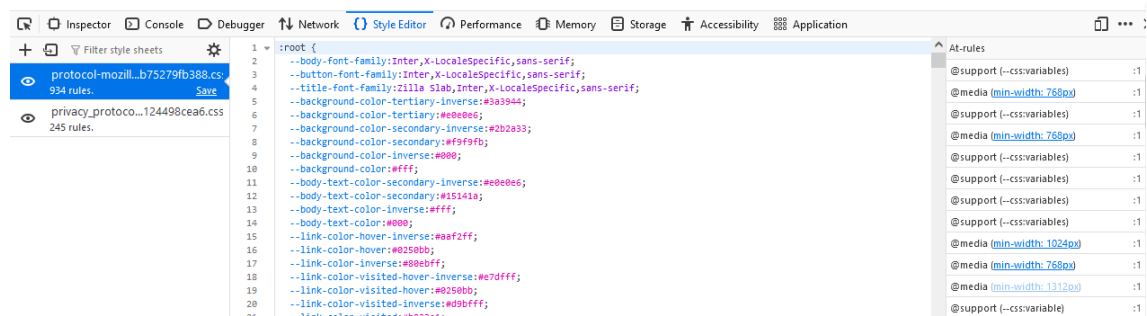 Inspector Console Debugger Network Style Editor Performance Memory Storage Accessibility Application
Filter style sheets
protocol-mozill...b75279fb388.cs
934 rules. Save
privacy_protoco...124498cea6.css
245 rules.
1 :root {
2 --body-font-family:Inter,X-LocaleSpecific,sans-serif;
3 --button-font-family:Inter,X-LocaleSpecific,sans-serif;
4 --title-font-family:Zilla Slab,Inter,X-LocaleSpecific,sans-serif;
5 --background-color-tertiary-inverse:#3a3944;
6 --background-color-tertiary:#e0e0e6;
7 --background-color-secondary-inverse:#2b2a33;
8 --background-color-secondary:#f9f9fb;
9 --background-color-inverse:#000;
10 --background-color:#fff;
11 --body-text-color-secondary-inverse:#e0e0e6;
12 --body-text-color-secondary:#15141a;
13 --body-text-color-inverse:#fff;
14 --body-text-color:#000;
15 --link-color-hover-inverse:#aaf2ff;
16 --link-color-hover:#0250bb;
17 --link-color-inverse:#80ebff;
18 --link-color-visited-hover-inverse:#e7dfff;
19 --link-color-visited-hover:#0250bb;
20 --link-color-visited-inverse:#d9bfff;
At-rules
@support (--css:variables) :1
@media (min-width: 768px) :1
@support (--css:variables) :1
@media (min-width: 768px) :1
@support (--css:variables) :1
@support (--css:variables) :1
@support (--css:variables) :1
@support (--css:variables) :1
@media (min-width: 1024px) :1
@media (min-width: 768px) :1
@media (min-width: 1312px) :1
@support (--css:variable) :1